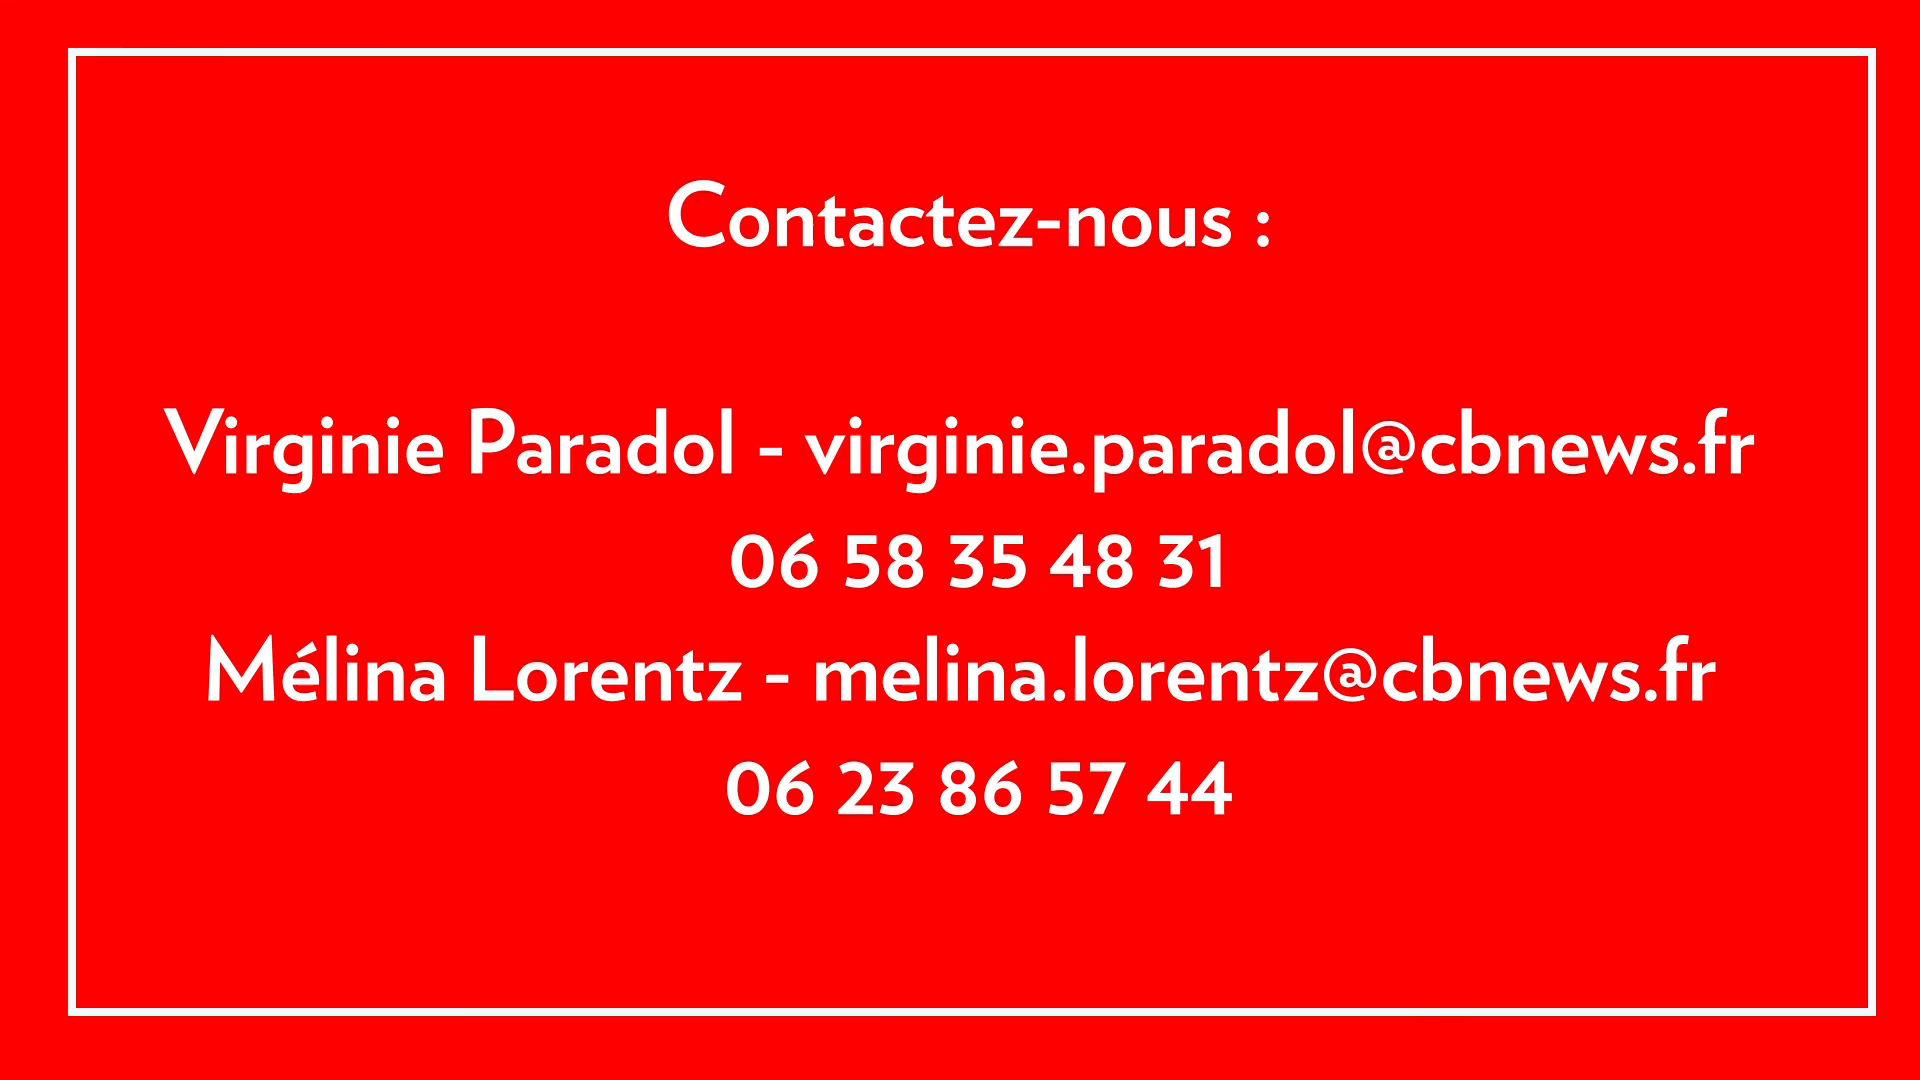 Contactez-nous :
Virginie Paradol - virginie.paradol@cbnews.fr
06 58 35 48 31
Mélina Lorentz - melina.lorentz@cbnews.fr
06 23 86 57 44